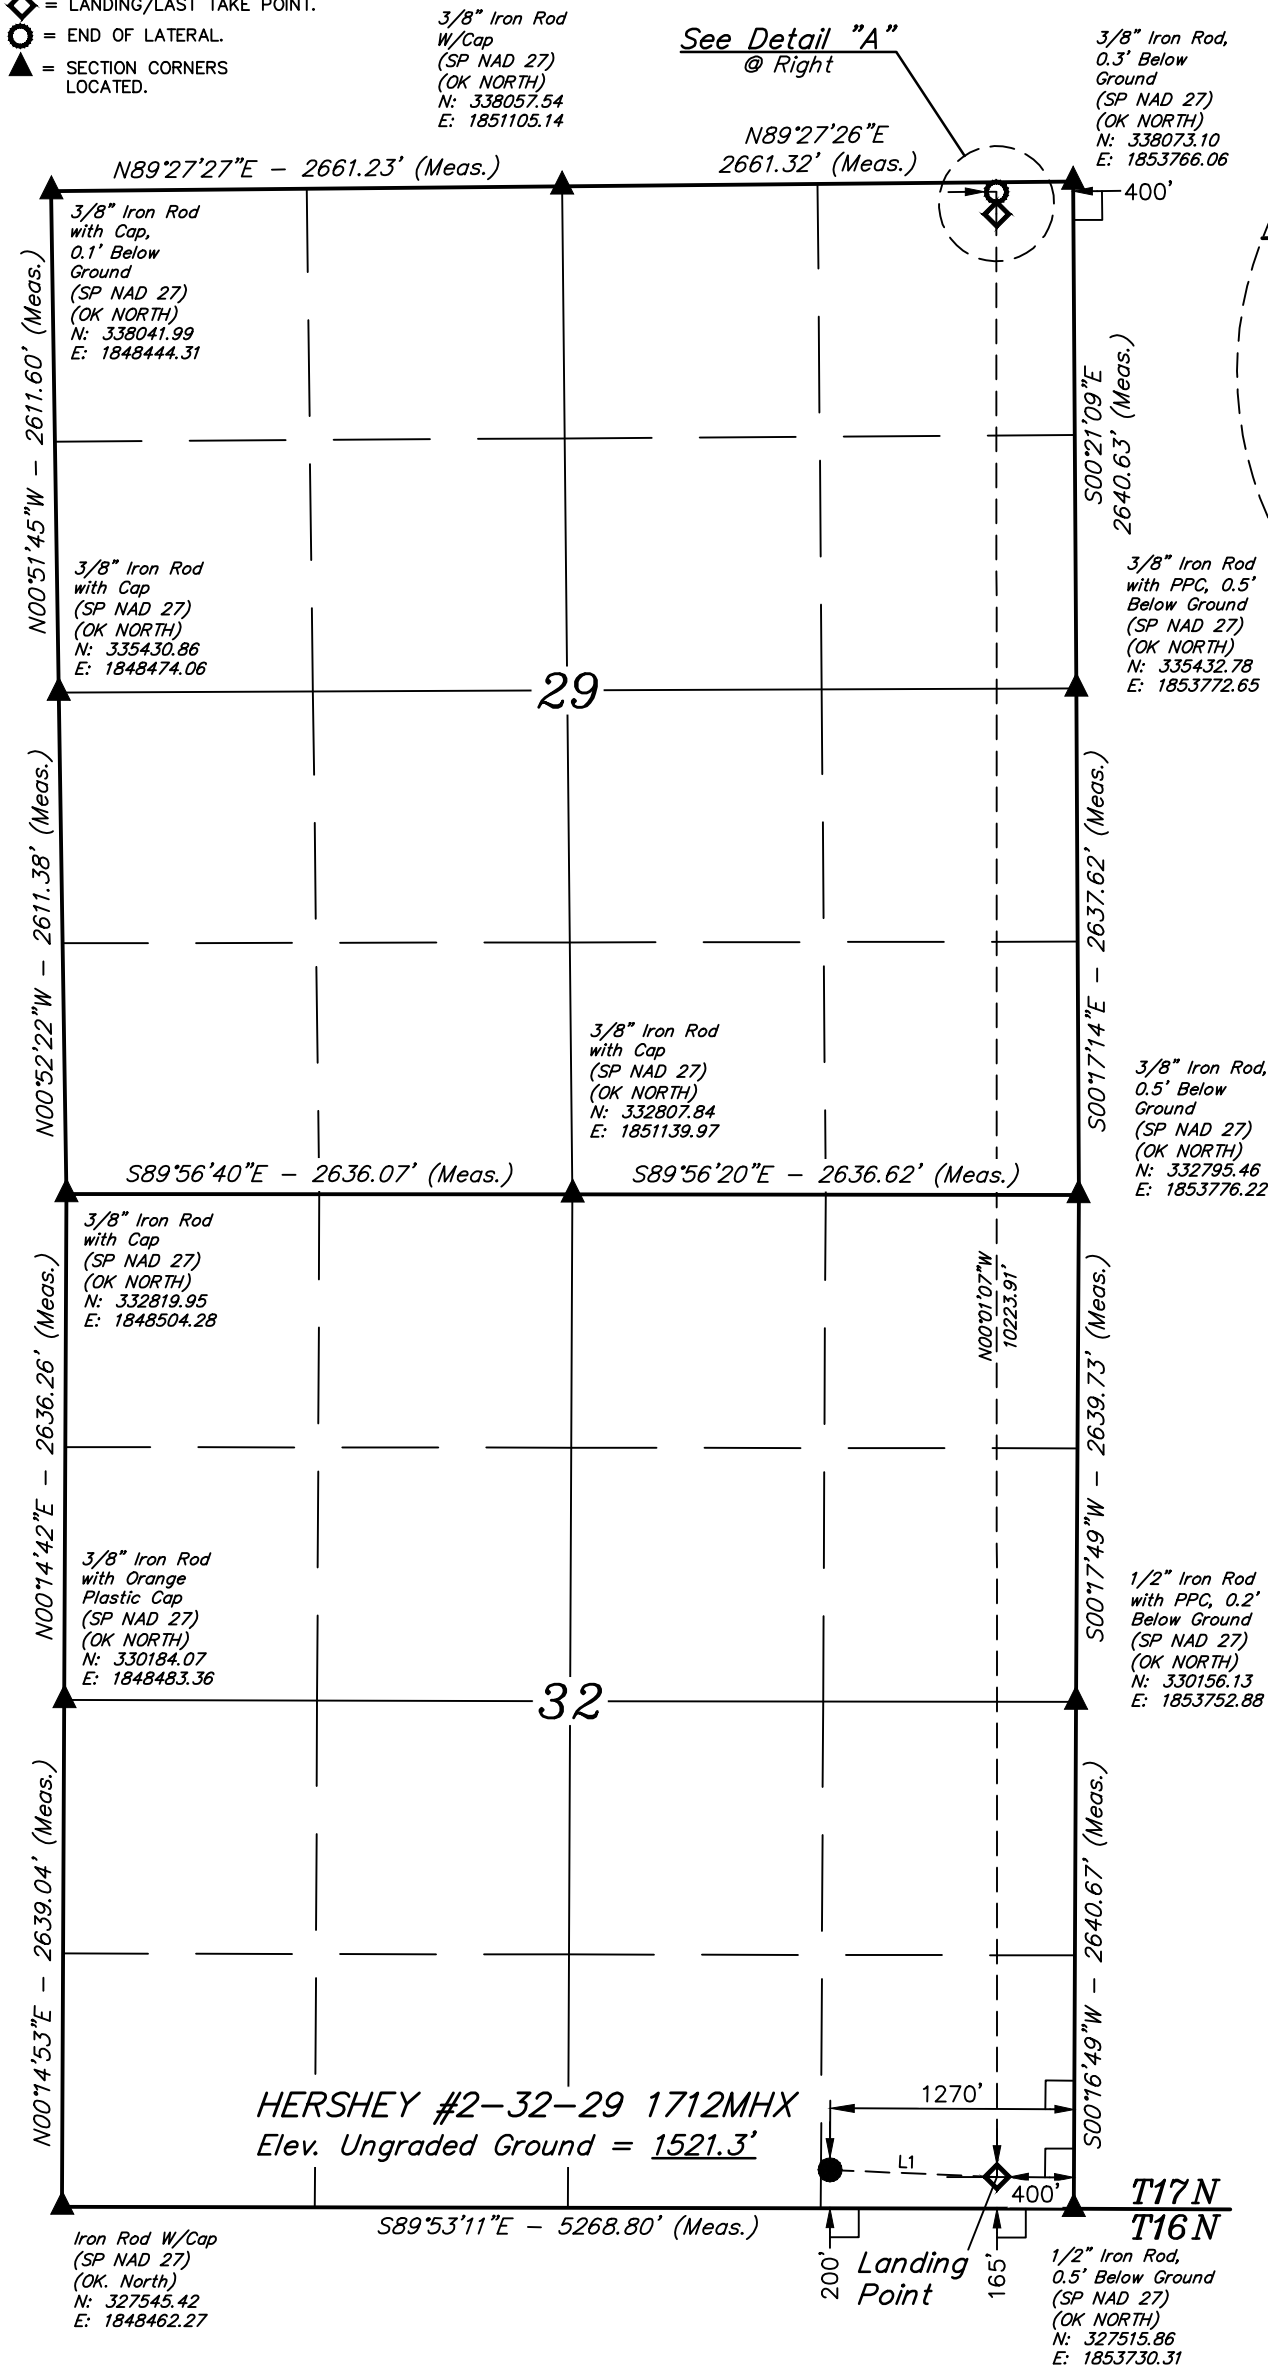 = LANDING/LAST TAKE POINT.
= END OF LATERAL.
= SECTION CORNERS
LOCATED.
3/8" Iron Rod
W/Cap
(SP NAD 27)
(OK NORTH)
N: 338057.54
E: 1851105.14
See Detail "A"
@ Right
3/8" Iron Rod,
0.3' Below
Ground
(SP NAD 27)
(OK NORTH)
N: 338073.10
E: 1853766.06
N89°27'27"E - 2661.23' (Meas.)
N89°27'26"E
2661.32' (Meas.)
400'
3/8" Iron Rod
with Cap,
0.1' Below
Ground
(SP NAD 27)
(OK NORTH)
N: 338041.99
E: 1848444.31
N00°51'45"W - 2611.60' (Meas.)
S00°21'09"E
2640.63' (Meas.)
3/8" Iron Rod
with Cap
(SP NAD 27)
(OK NORTH)
N: 335430.86
E: 1848474.06
3/8" Iron Rod
with PPC, 0.5'
Below Ground
(SP NAD 27)
(OK NORTH)
N: 335432.78
E: 1853772.65
29
N00°52'22"W - 2611.38' (Meas.)
S00°17'14"E - 2637.62' (Meas.)
3/8" Iron Rod
with Cap
(SP NAD 27)
(OK NORTH)
N: 332807.84
E: 1851139.97
3/8" Iron Rod,
0.5' Below
Ground
(SP NAD 27)
(OK NORTH)
N: 332795.46
E: 1853776.22
S89°56'40"E - 2636.07' (Meas.)
S89°56'20"E - 2636.62' (Meas.)
3/8" Iron Rod
with Cap
(SP NAD 27)
(OK NORTH)
N: 332819.95
E: 1848504.28
N00°01'07"W
10223.91'
N00°14'42"E - 2636.26' (Meas.)
S00°17'49"W - 2639.73' (Meas.)
3/8" Iron Rod
with Orange
Plastic Cap
(SP NAD 27)
(OK NORTH)
N: 330184.07
E: 1848483.36
1/2" Iron Rod
with PPC, 0.2'
Below Ground
(SP NAD 27)
(OK NORTH)
N: 330156.13
E: 1853752.88
32
N00°14'53"E - 2639.04' (Meas.)
S00°16'49"W - 2640.67' (Meas.)
HERSHEY #2-32-29 1712MHX
Elev. Ungraded Ground = 1521.3'
1270'
L1
400'
T17N
T16N
S89°53'11"E - 5268.80' (Meas.)
200'
Landing
Point
165'
Iron Rod W/Cap
(SP NAD 27)
(OK. North)
N: 327545.42
E: 1848462.27
1/2" Iron Rod,
0.5' Below Ground
(SP NAD 27)
(OK NORTH)
N: 327515.86
E: 1853730.31